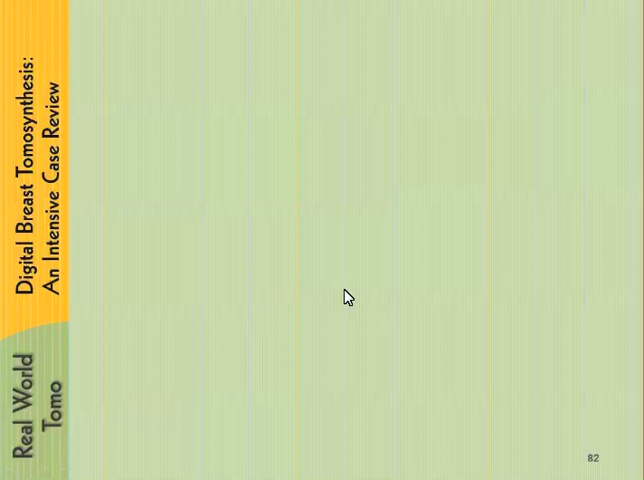 Digital Breast Tomosynthesis:
An Intensive Case Review
Real World
Tomo
82